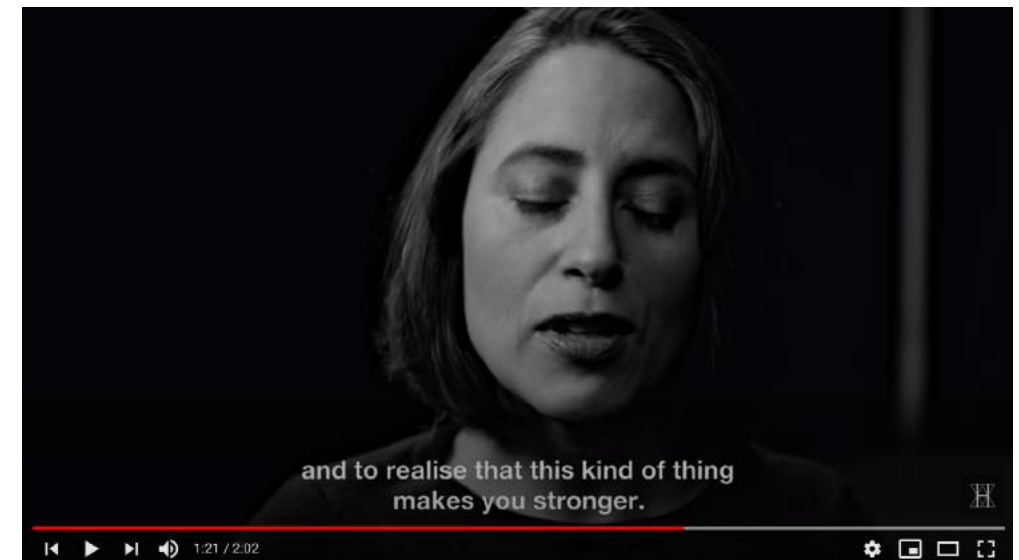 and to realise that this kind of thing
makes you stronger.
1:21 / 2:02